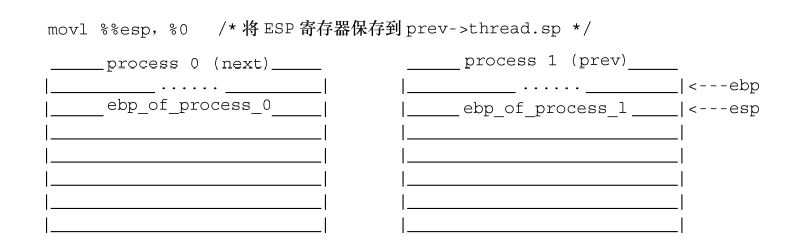 movl %%esp, %0 /* 将 ESP 寄存器保存到 prev->thread.sp */
process 0 (next) process 1 (prev)
...... ...... <---ebp
ebp_of_process_0 ebp_of_process_1 <---esp